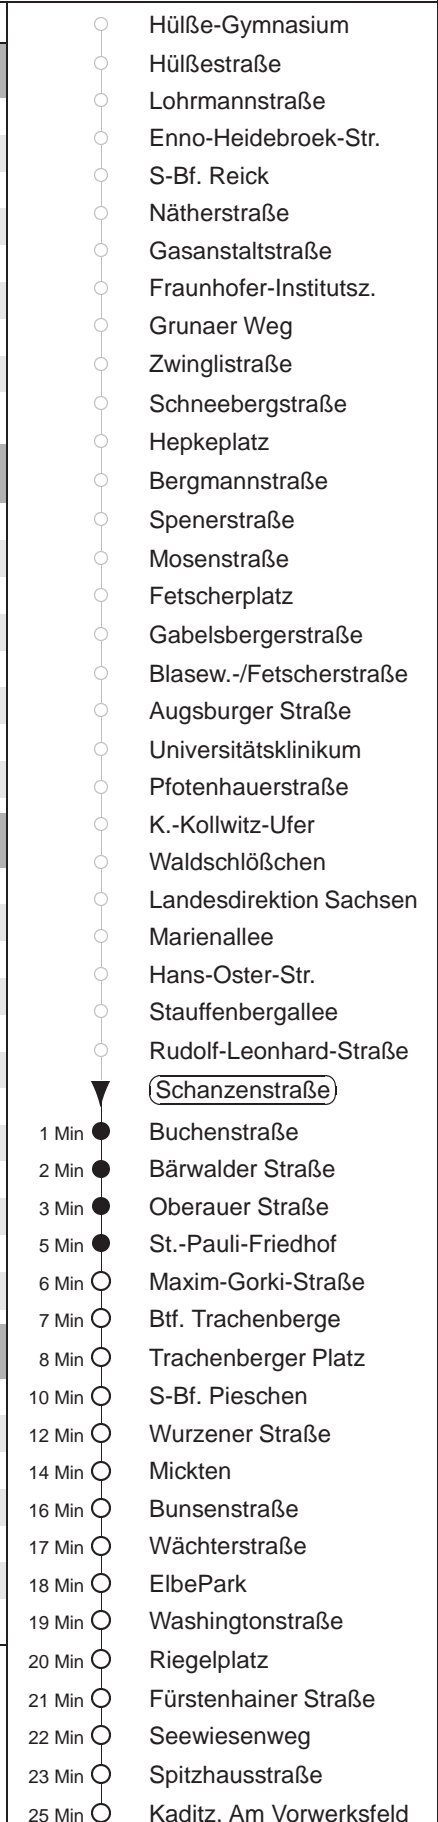 Hülße-Gymnasium
Hülßestraße
Lohrmannstraße
Enno-Heidebroek-Str.
S-Bf. Reick
Nätherstraße
Gasanstaltstraße
Fraunhofer-Institutsz.
Grunaer Weg
Zwinglistraße
Schneebergstraße
Hepkeplatz
Bergmannstraße
Spenerstraße
Mosenstraße
Fetscherplatz
Gabelsbergerstraße
Blasew.-/Fetscherstraße
Augsburger Straße
Universitätsklinikum
Pfotenhauerstraße
K.-Kollwitz-Ufer
Waldschlößchen
Landesdirektion Sachsen
Marienallee
Hans-Oster-Str.
Stauffenbergallee
Rudolf-Leonhard-Straße
Schanzenstraße
1 Min Buchenstraße
2 Min Bärwalder Straße
3 Min Oberauer Straße
5 Min St.-Pauli-Friedhof
6 Min Maxim-Gorki-Straße
7 Min Btf. Trachenberge
8 Min Trachenberger Platz
10 Min S-Bf. Pieschen
12 Min Wurzener Straße
14 Min Mickten
16 Min Bunsenstraße
17 Min Wächterstraße
18 Min ElbePark
19 Min Washingtonstraße
20 Min Riegelplatz
21 Min Fürstenhainer Straße
22 Min Seewiesenweg
23 Min Spitzhausstraße
25 Min Kaditz, Am Vorwerksfeld